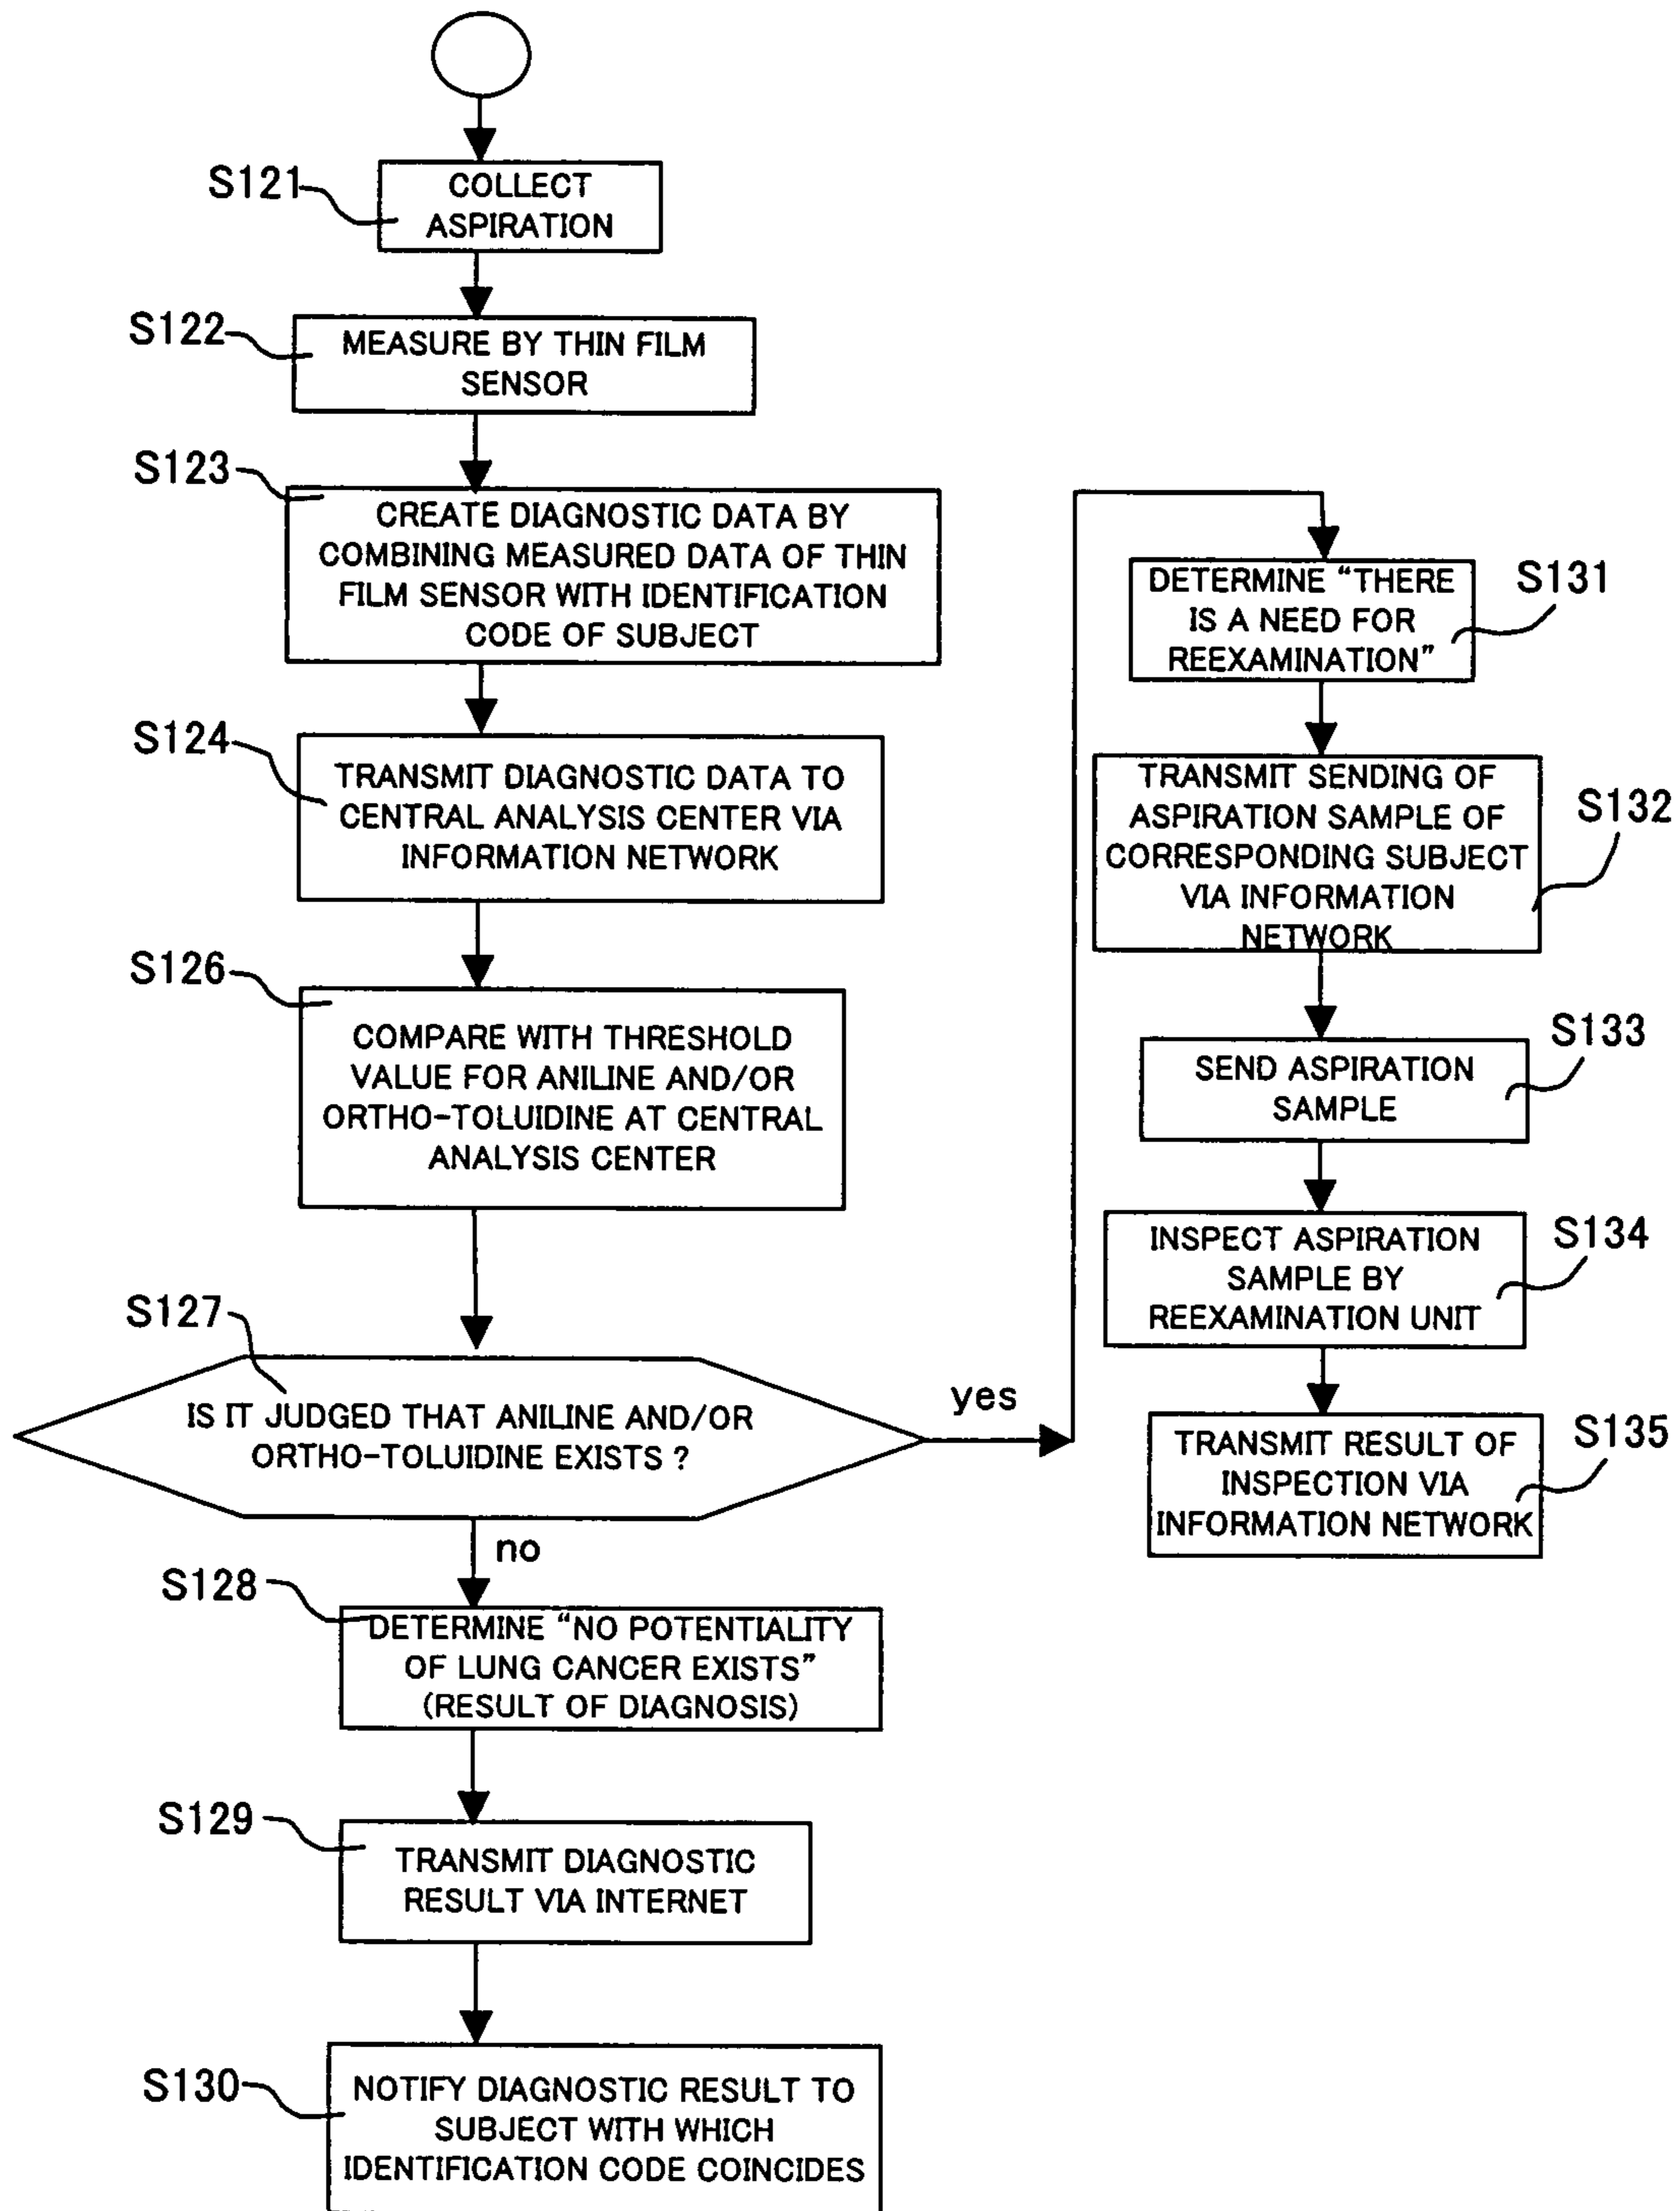 S121
COLLECT
ASPIRATION
S122
MEASURE BY THIN FILM
SENSOR
S123
CREATE DIAGNOSTIC DATA BY
COMBINING MEASURED DATA OF THIN
FILM SENSOR WITH IDENTIFICATION
CODE OF SUBJECT
S124
TRANSMIT DIAGNOSTIC DATA TO
CENTRAL ANALYSIS CENTER VIA
INFORMATION NETWORK
S126
COMPARE WITH THRESHOLD
VALUE FOR ANILINE AND/OR
ORTHO-TOLUIDINE AT CENTRAL
ANALYSIS CENTER
S127
IS IT JUDGED THAT ANILINE AND/OR
ORTHO-TOLUIDINE EXISTS ?
yes
no
S128
DETERMINE “NO POTENTIALITY
OF LUNG CANCER EXISTS”
(RESULT OF DIAGNOSIS)
S129
TRANSMIT DIAGNOSTIC
RESULT VIA INTERNET
S130
NOTIFY DIAGNOSTIC RESULT TO
SUBJECT WITH WHICH
IDENTIFICATION CODE COINCIDES
DETERMINE “THERE
IS A NEED FOR
REEXAMINATION”
S131
TRANSMIT SENDING OF
ASPIRATION SAMPLE OF
CORRESPONDING SUBJECT
VIA INFORMATION
NETWORK
S132
SEND ASPIRATION
SAMPLE
S133
INSPECT ASPIRATION
SAMPLE BY
REEXAMINATION UNIT
S134
TRANSMIT RESULT OF
INSPECTION VIA
INFORMATION NETWORK
S135